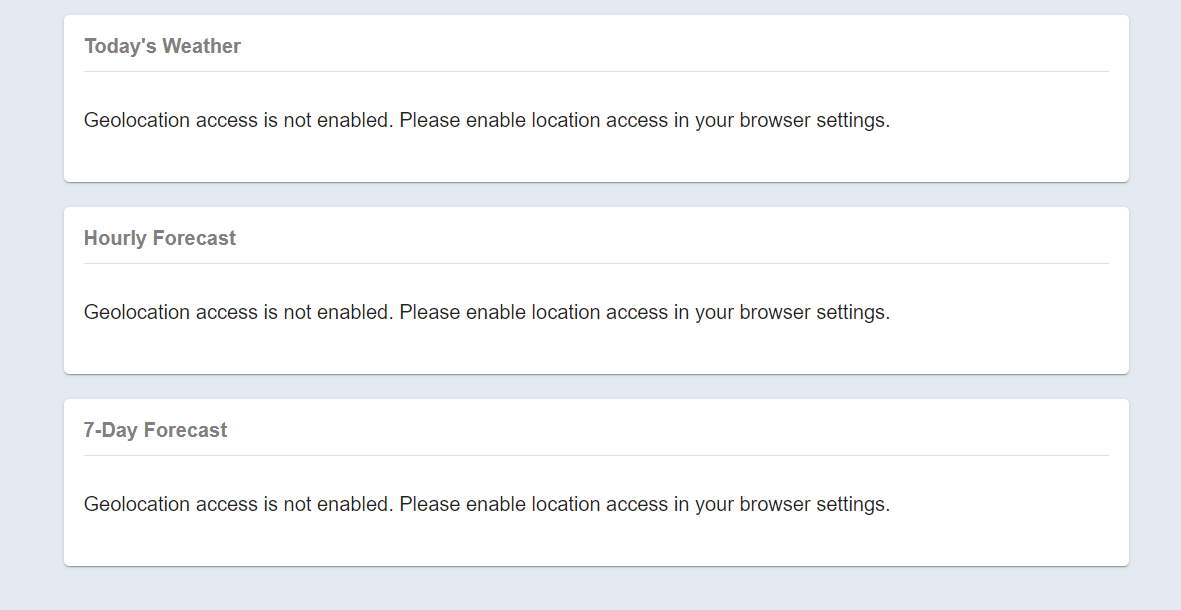 Today's Weather
Geolocation access is not enabled. Please enable location access in your browser settings.
Hourly Forecast
Geolocation access is not enabled. Please enable location access in your browser settings.
7-Day Forecast
Geolocation access is not enabled. Please enable location access in your browser settings.